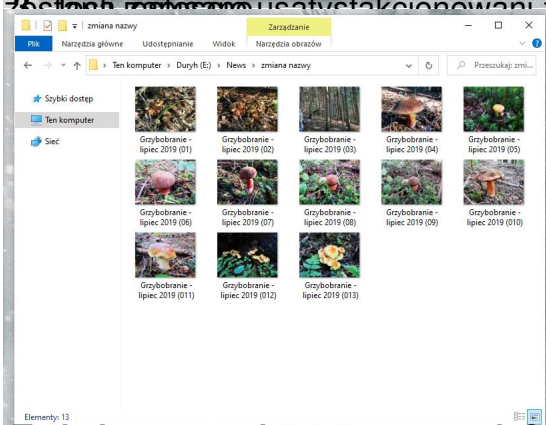 usatysfakcjonowani
zmiana nazwy
Zarządzanie
Plik
Narzędzia główne
Udostępnianie
Widok
Narzędzia obrazów
Ten komputer › Duryh (E:) › News › zmiana nazwy
Przeszukaj: zmi...
Szybki dostęp
Ten komputer
Sieć
Grzybobranie -
lipiec 2019 (01)
Grzybobranie -
lipiec 2019 (02)
Grzybobranie -
lipiec 2019 (03)
Grzybobranie -
lipiec 2019 (04)
Grzybobranie -
lipiec 2019 (05)
Grzybobranie -
lipiec 2019 (06)
Grzybobranie -
lipiec 2019 (07)
Grzybobranie -
lipiec 2019 (08)
Grzybobranie -
lipiec 2019 (09)
Grzybobranie -
lipiec 2019 (010)
Grzybobranie -
lipiec 2019 (011)
Grzybobranie -
lipiec 2019 (012)
Grzybobranie -
lipiec 2019 (013)
Elementy: 13